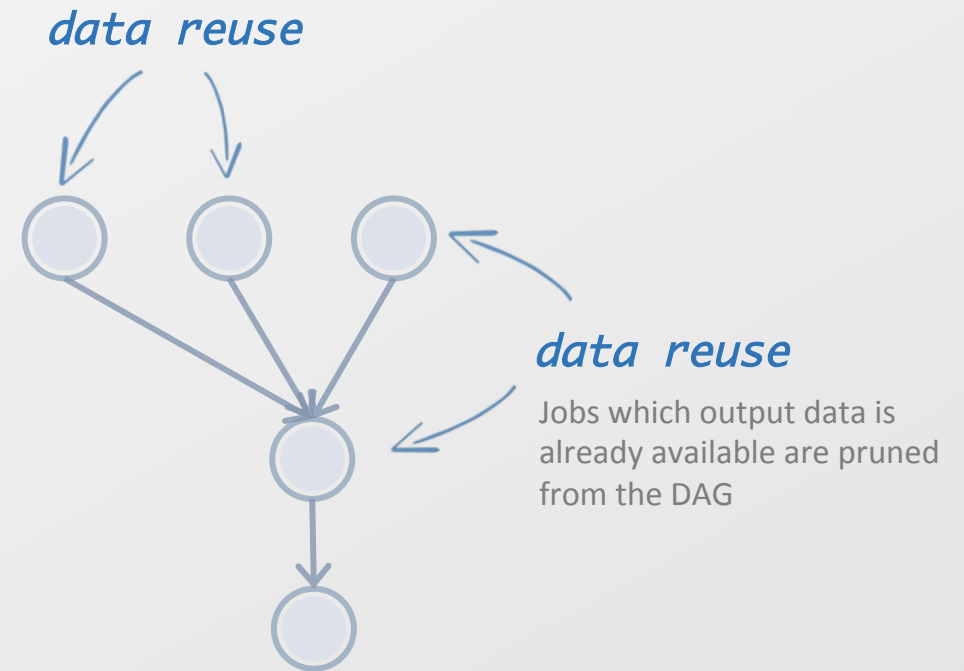 data reuse
data reuse
Jobs which output data is
already available are pruned
from the DAG